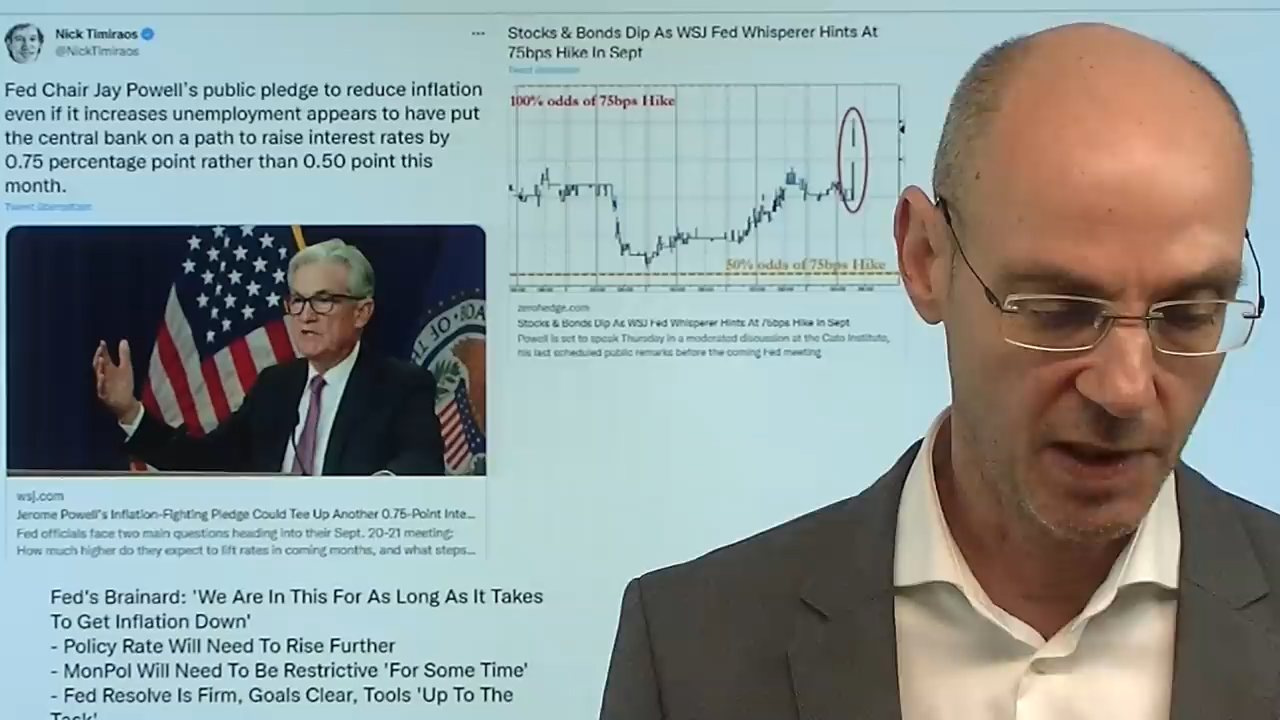 Nick Timiraos
@NickTimiraos
Fed Chair Jay Powell's public pledge to reduce inflation
even if it increases unemployment appears to have put
the central bank on a path to raise interest rates by
0.75 percentage point rather than 0.50 point this
month.
Tweet übersetzen
wsj.com
Jerome Powell's Inflation-Fighting Pledge Could Tee Up Another 0.75-Point Inte...
Fed officials face two main questions heading into their Sept. 20-21 meeting:
How much higher do they expect to lift rates in coming months, and what steps...
Fed's Brainard: 'We Are In This For As Long As It Takes
To Get Inflation Down'
- Policy Rate Will Need To Rise Further
- MonPol Will Need To Be Restrictive 'For Some Time'
- Fed Resolve Is Firm, Goals Clear, Tools 'Up To The
Task'
Stocks & Bonds Dip As WSJ Fed Whisperer Hints At
75bps Hike In Sept
Tweet übersetzen
100% odds of 75bps Hike
50% odds of 75bps Hike
zerohedge.com
Stocks & Bonds Dip As WSJ Fed Whisperer Hints At 75bps Hike In Sept
Powell is set to speak Thursday in a moderated discussion at the Cato Institute,
his last scheduled public remarks before the coming Fed meeting